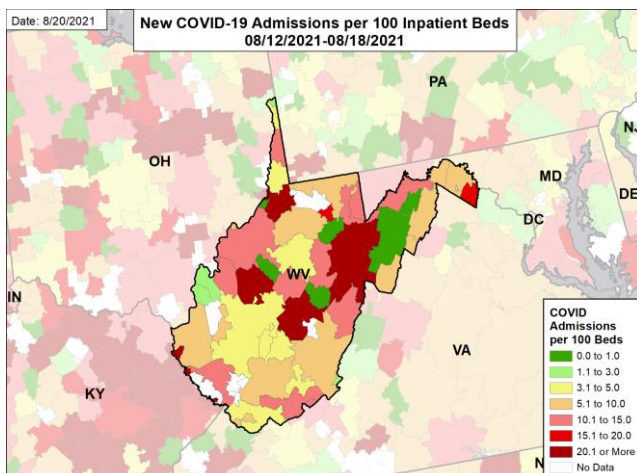 Date: 8/20/2021
New COVID-19 Admissions per 100 Inpatient Beds
08/12/2021-08/18/2021
PA
NJ
OH
MD
DE
DC
WV
IN
VA
KY
N
COVID
Admissions
per 100 Beds
0.0 to 1.0
1.1 to 3.0
3.1 to 5.0
5.1 to 10.0
10.1 to 15.0
15.1 to 20.0
20.1 or More
No Data